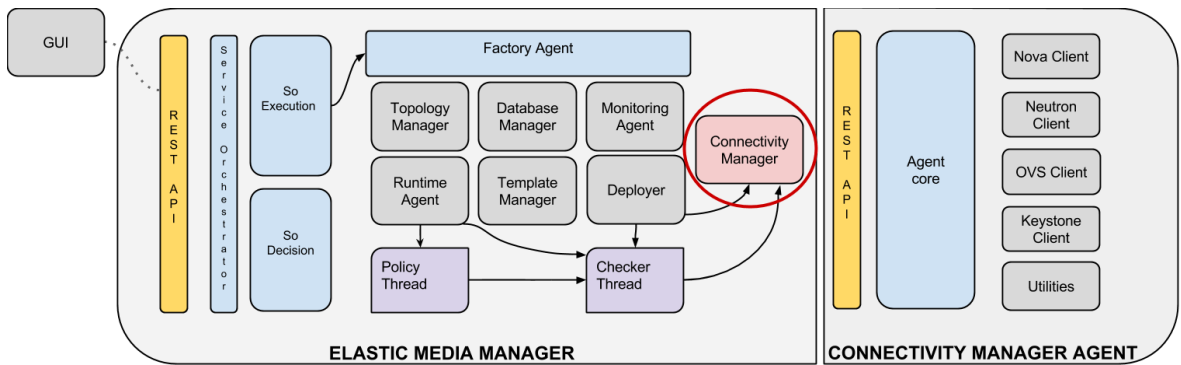 GUI
REST API
Service Orchestrator
So
Execution
So
Decision
Factory Agent
Topology
Manager
Database
Manager
Monitoring
Agent
Connectivity
Manager
Runtime
Agent
Template
Manager
Deployer
Policy
Thread
Checker
Thread
ELASTIC MEDIA MANAGER
REST API
Agent
core
Nova Client
Neutron
Client
OVS Client
Keystone
Client
Utilities
CONNECTIVITY MANAGER AGENT